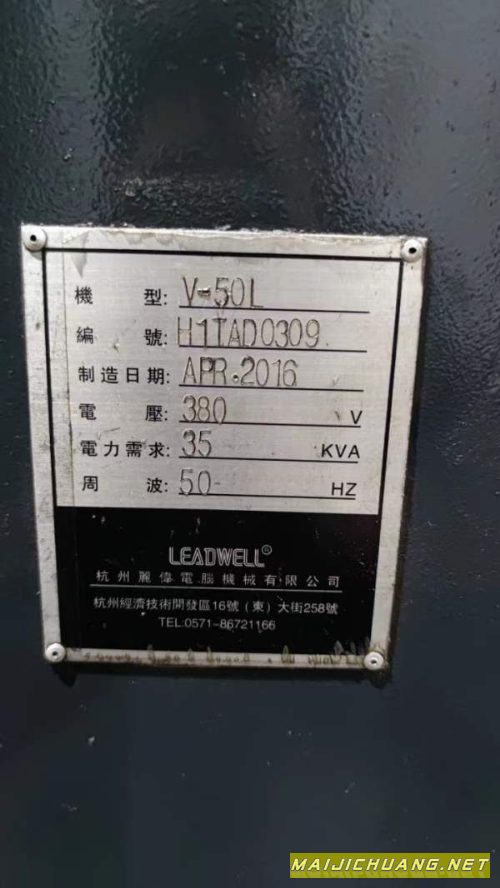 機 型: V-50L
編 號: H1TAD0309
制造日期: APR.2016
電 壓: 380 V
電力需求: 35 KVA
周 波: 50 HZ
LEADWELL®
杭州麗偉電腦機械有限公司
杭州經濟技術開發區16號（東）大街258號
TEL:0571-86721166
MAIJICHUANG.NET